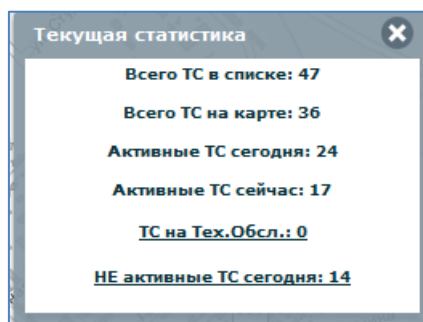 Текущая статистика
Всего ТС в списке: 47
Всего ТС на карте: 36
Активные ТС сегодня: 24
Активные ТС сейчас: 17
ТС на Тех.Обсл.: 0
НЕ активные ТС сегодня: 14